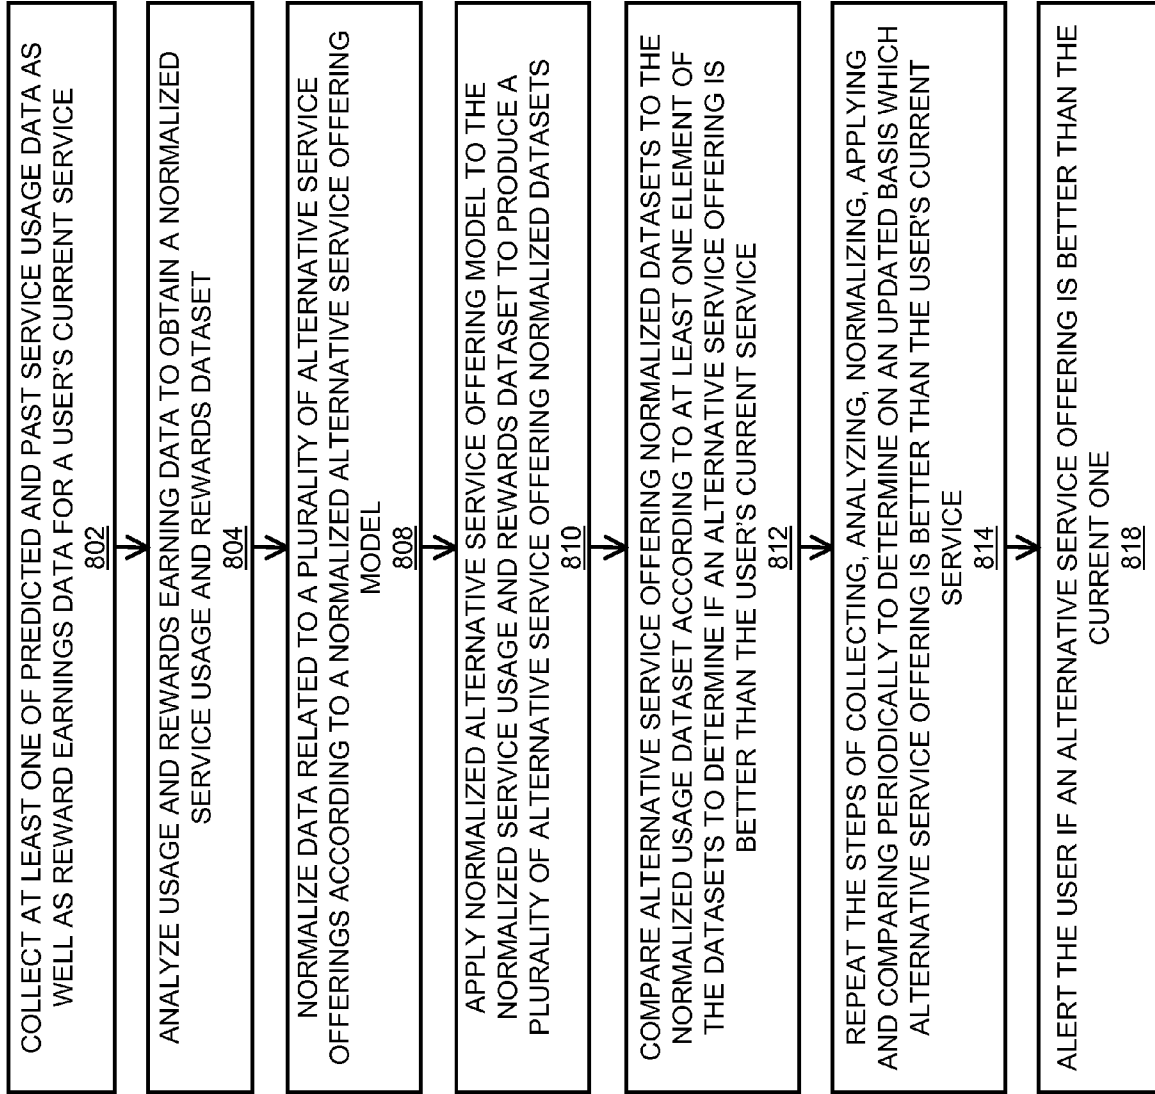 COLLECT AT LEAST ONE OF PREDICTED AND PAST SERVICE USAGE DATA AS
WELL AS REWARD EARNINGS DATA FOR A USER'S CURRENT SERVICE
802
ANALYZE USAGE AND REWARDS EARNING DATA TO OBTAIN A NORMALIZED
SERVICE USAGE AND REWARDS DATASET
804
NORMALIZE DATA RELATED TO A PLURALITY OF ALTERNATIVE SERVICE
OFFERINGS ACCORDING TO A NORMALIZED ALTERNATIVE SERVICE OFFERING
MODEL
808
APPLY NORMALIZED ALTERNATIVE SERVICE OFFERING MODEL TO THE
NORMALIZED SERVICE USAGE AND REWARDS DATASET TO PRODUCE A
PLURALITY OF ALTERNATIVE SERVICE OFFERING NORMALIZED DATASETS
810
COMPARE ALTERNATIVE SERVICE OFFERING NORMALIZED DATASETS TO THE
NORMALIZED USAGE DATASET ACCORDING TO AT LEAST ONE ELEMENT OF
THE DATASETS TO DETERMINE IF AN ALTERNATIVE SERVICE OFFERING IS
BETTER THAN THE USER'S CURRENT SERVICE
812
REPEAT THE STEPS OF COLLECTING, ANALYZING, NORMALIZING, APPLYING
AND COMPARING PERIODICALLY TO DETERMINE ON AN UPDATED BASIS WHICH
ALTERNATIVE SERVICE OFFERING IS BETTER THAN THE USER'S CURRENT
SERVICE
814
ALERT THE USER IF AN ALTERNATIVE SERVICE OFFERING IS BETTER THAN THE
CURRENT ONE
818